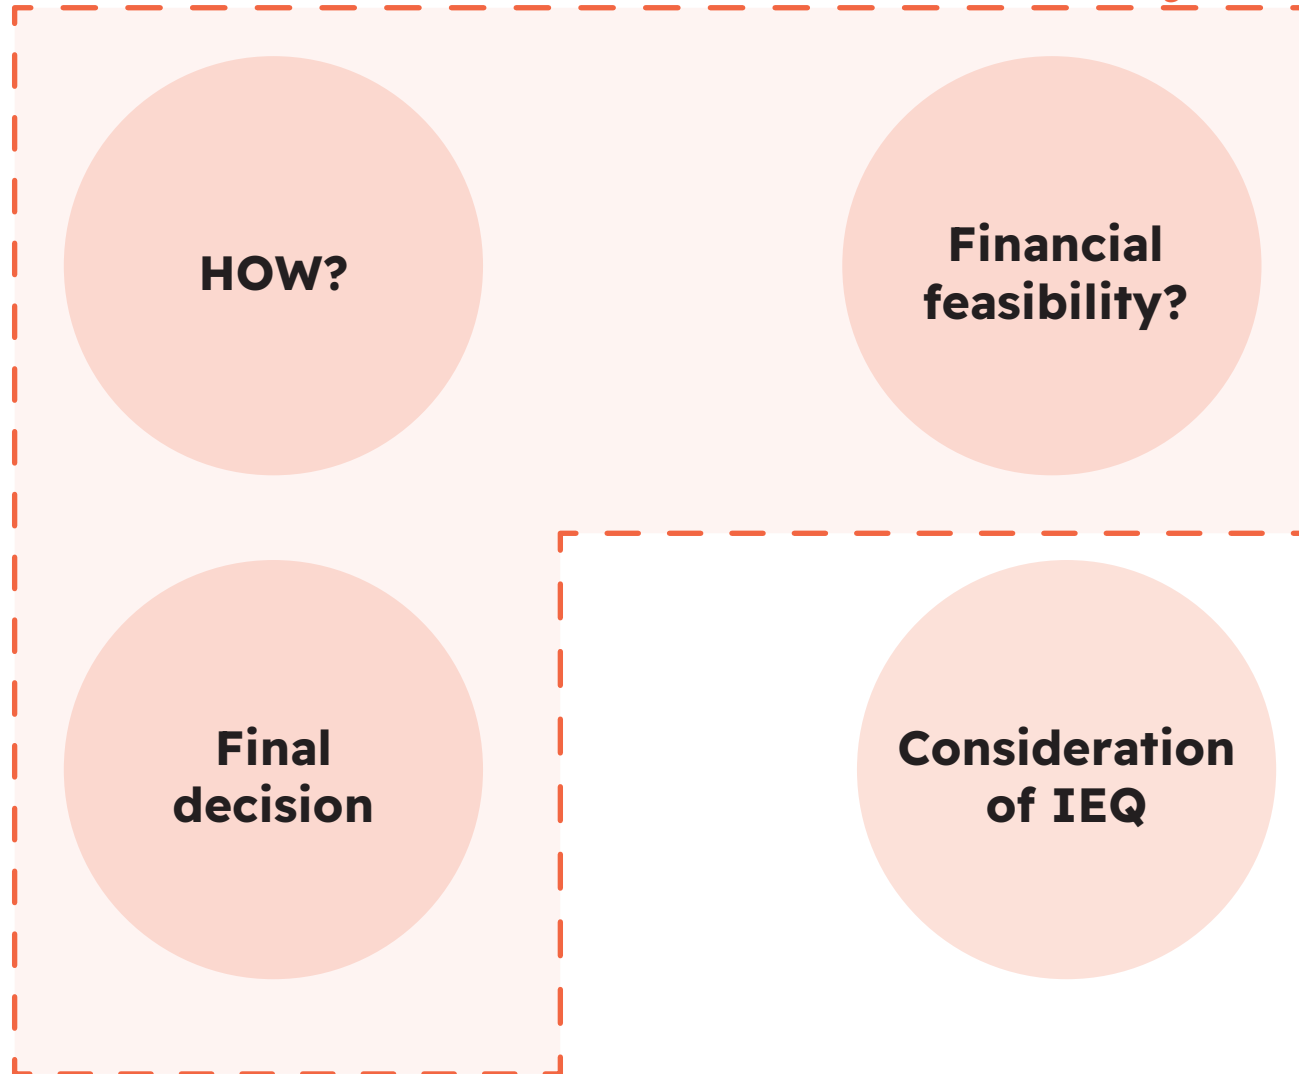 HOW?
Financial
feasibility?
Final
decision
Consideration
of IEQ